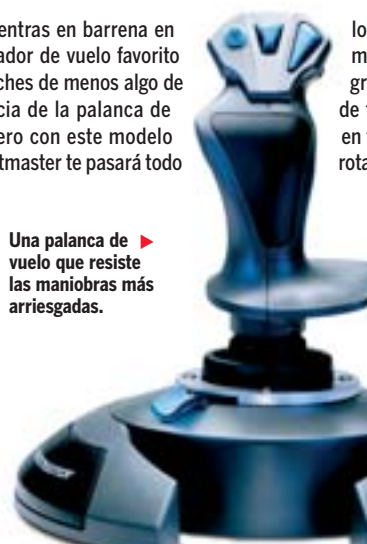 entras en barrena en
ador de vuelo favorito
ches de menos algo de
cia de la palanca de
ero con este modelo
tmaster te pasará todo
lo
m
gr
de
en
rota
Una palanca de
vuelo que resiste
las maniobras más
arriesgadas.